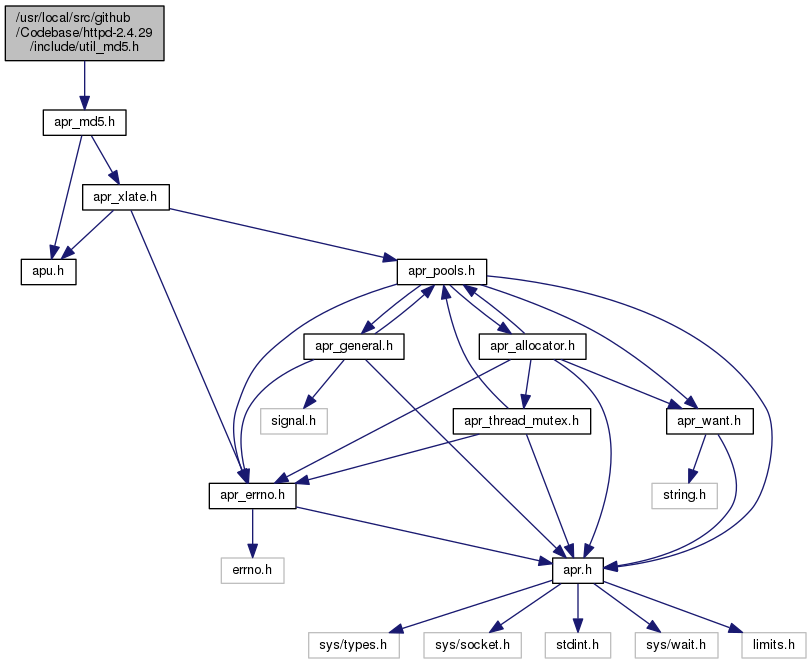 /usr/local/src/github
/Codebase/httpd-2.4.29
/include/util_md5.h
apr_md5.h
apr_xlate.h
apu.h
apr_pools.h
apr_general.h
apr_allocator.h
signal.h
apr_thread_mutex.h
apr_want.h
apr_errno.h
string.h
errno.h
apr.h
sys/types.h
sys/socket.h
stdint.h
sys/wait.h
limits.h